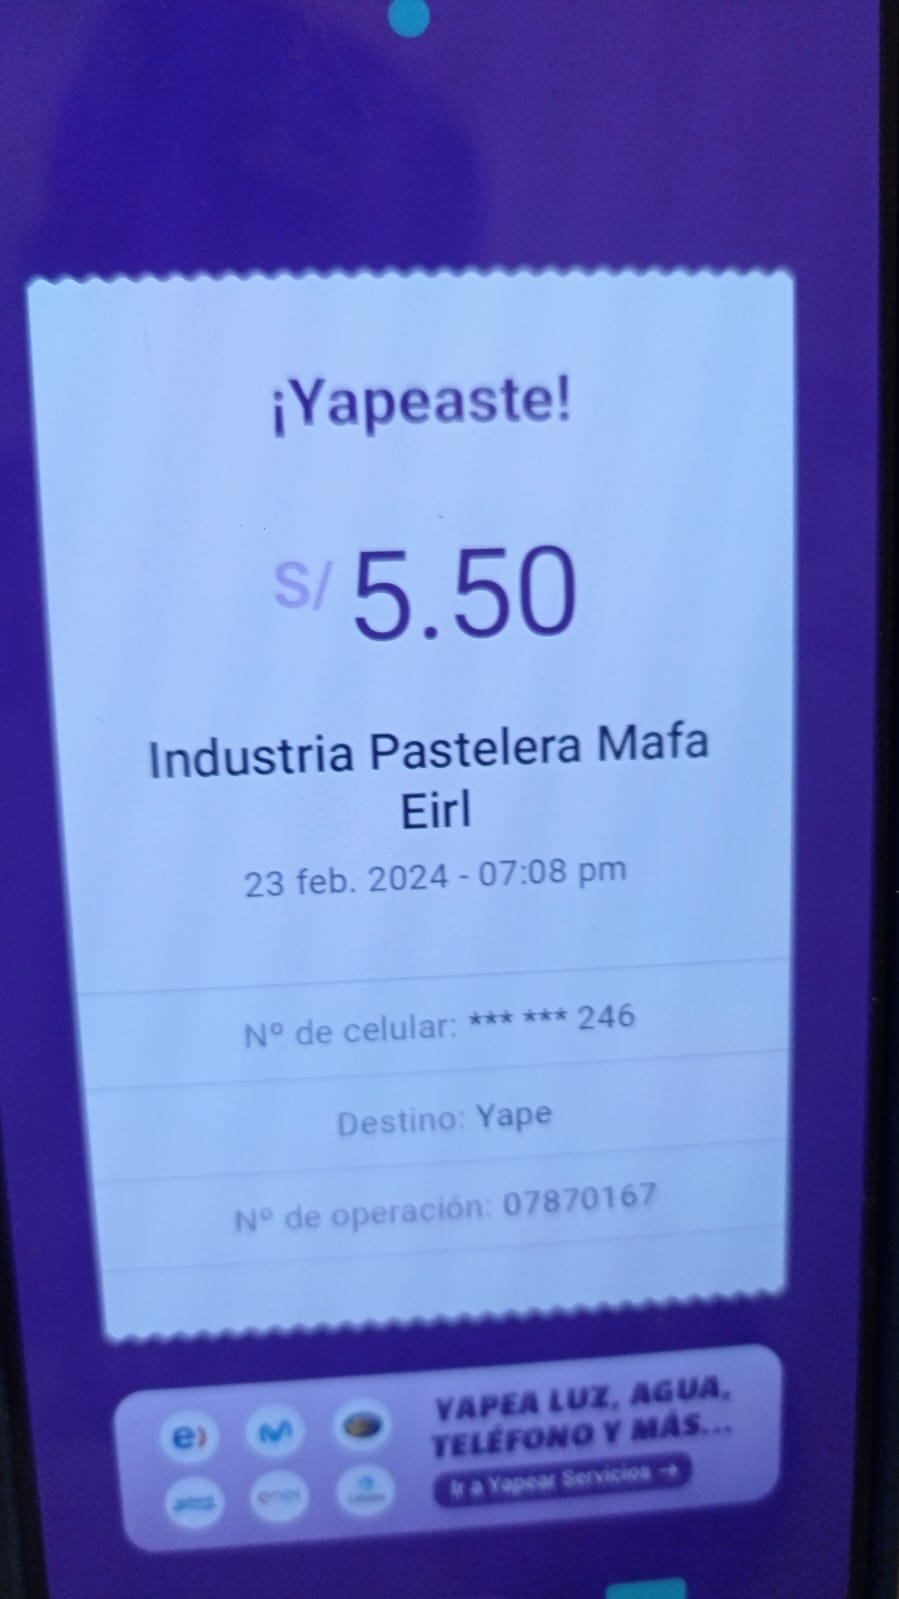 ¡Yapeaste!
S/ 5.50
Industria Pastelera Mafa
Eirl
23 feb. 2024 - 07:08 pm
Nº de celular: *** *** 246
Destino: Yape
Nº de operación: 07870167
YAPEA LUZ, AGUA,
TELÉFONO Y MÁS...
Ir a Yapear Servicios →
e)
enel